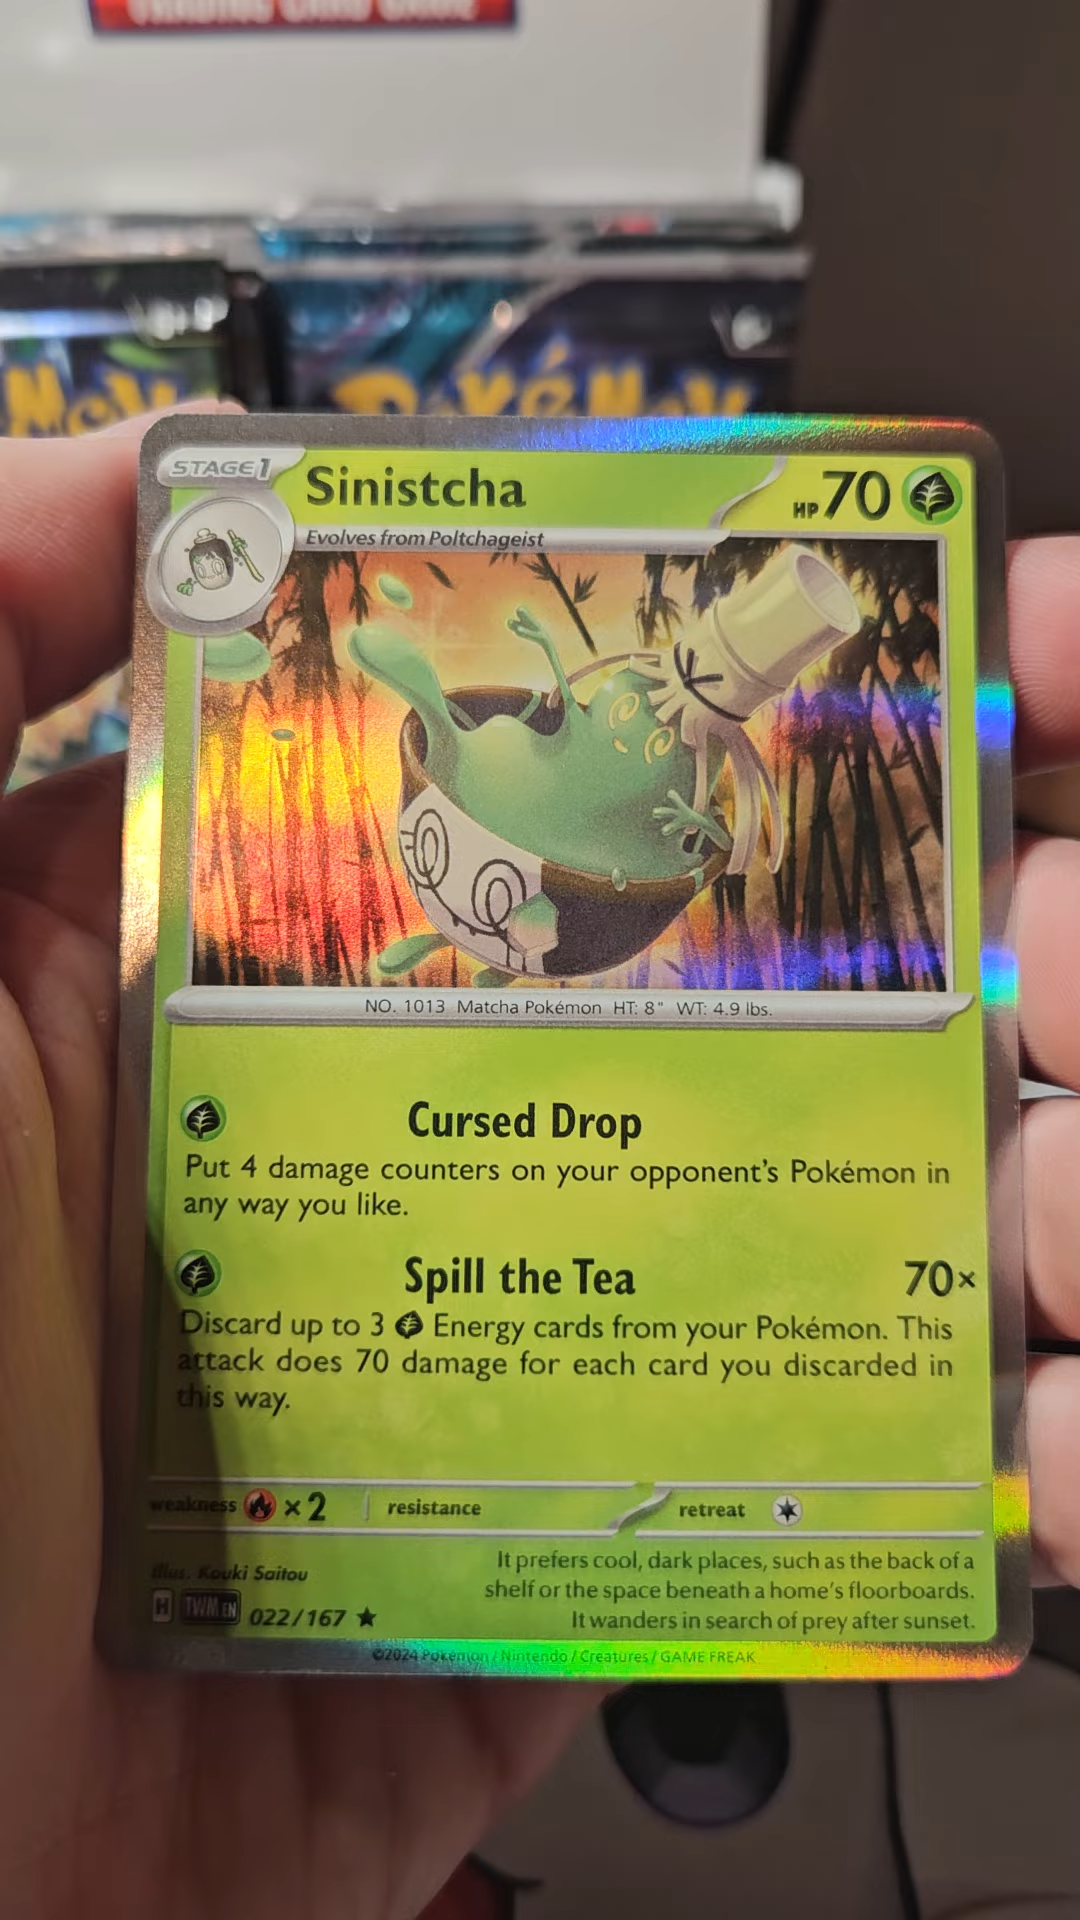 TRADING CARD GAME
POKéMON
STAGE1
Sinistcha
HP 70
Evolves from Poltchageist
NO. 1013 Matcha Pokémon HT: 8" WT: 4.9 lbs.
Cursed Drop
Put 4 damage counters on your opponent's Pokémon in
any way you like.
Spill the Tea 70×
Discard up to 3 Energy cards from your Pokémon. This
attack does 70 damage for each card you discarded in
this way.
weakness ×2 resistance retreat
Illus. Kouki Saitou
It prefers cool, dark places, such as the back of a
shelf or the space beneath a home's floorboards.
It wanders in search of prey after sunset.
H TWM EN 022/167 ★
©2024 Pokémon / Nintendo / Creatures / GAME FREAK